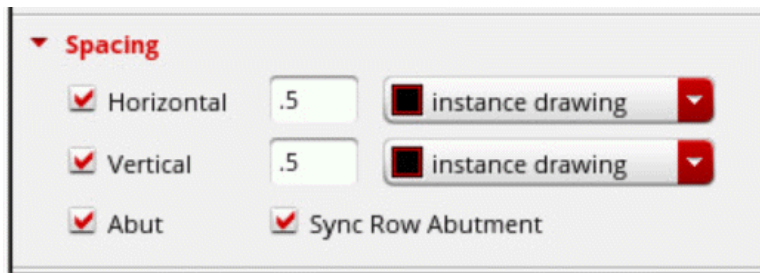 Spacing
Horizontal .5 instance drawing
Vertical .5 instance drawing
Abut Sync Row Abutment